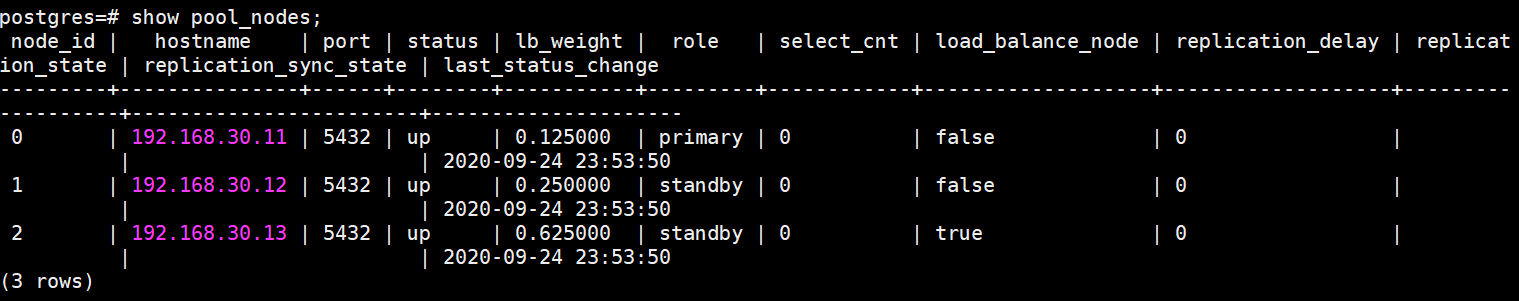 postgres=# show pool_nodes;
 node_id |   hostname    | port | status | lb_weight |  role   | select_cnt | load_balance_node | replication_delay | replicat
ion_state | replication_sync_state | last_status_change
---------+---------------+------+--------+-----------+---------+------------+-------------------+-------------------+---------
----------+------------------------+---------------------
 0       | 192.168.30.11 | 5432 | up     | 0.125000  | primary | 0          | false             | 0                 |
          |                        | 2020-09-24 23:53:50
 1       | 192.168.30.12 | 5432 | up     | 0.250000  | standby | 0          | false             | 0                 |
          |                        | 2020-09-24 23:53:50
 2       | 192.168.30.13 | 5432 | up     | 0.625000  | standby | 0          | true              | 0                 |
          |                        | 2020-09-24 23:53:50
(3 rows)